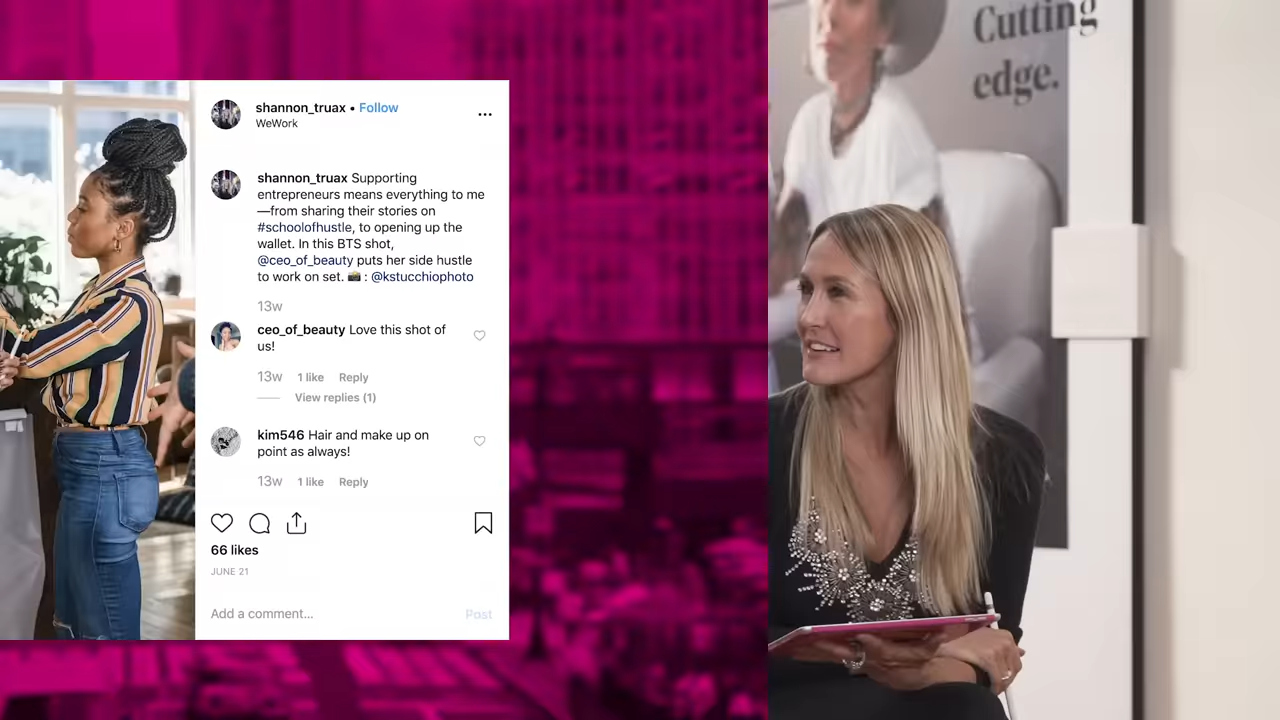 shannon_truax • Follow
WeWork
shannon_truax Supporting
entrepreneurs means everything to me
—from sharing their stories on
#schoolofhustle, to opening up the
wallet. In this BTS shot,
@ceo_of_beauty puts her side hustle
to work on set. 📸 : @kstucchiophoto
13w
ceo_of_beauty Love this shot of
us!
13w 1 like Reply
View replies (1)
kim546 Hair and make up on
point as always!
13w 1 like Reply
66 likes
JUNE 21
Add a comment... Post
Cutting
edge.